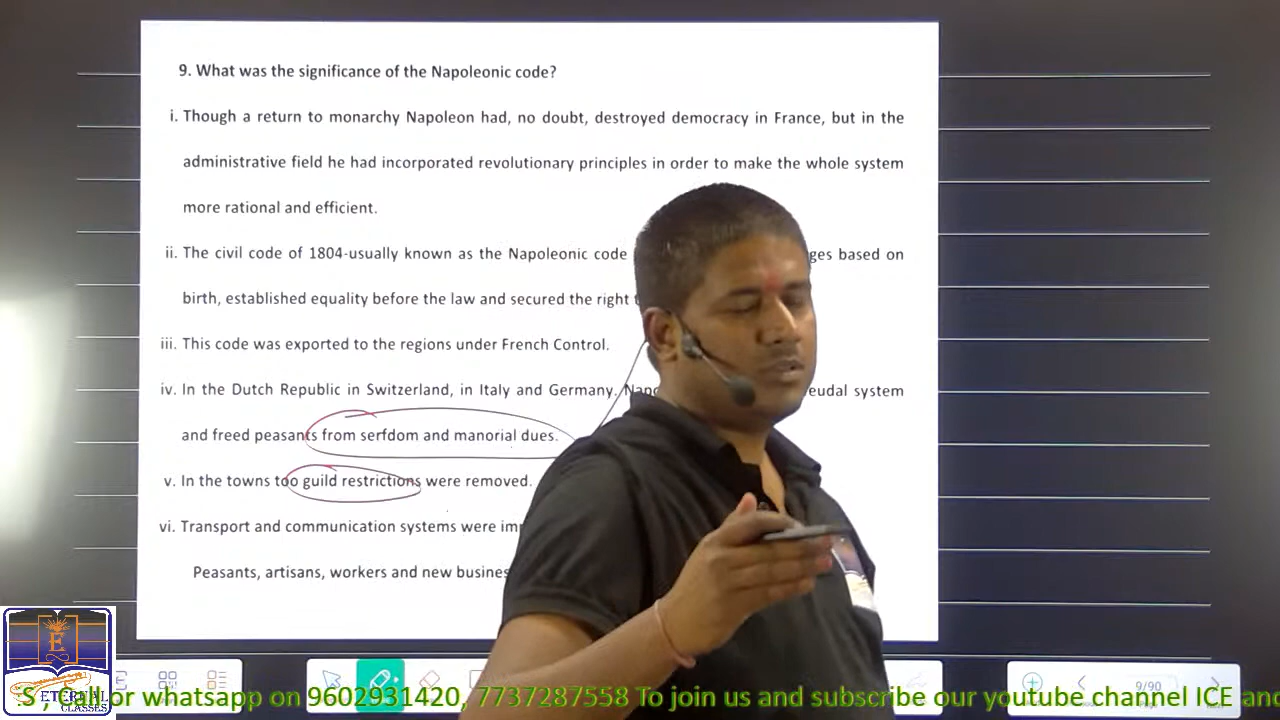 9. What was the significance of the Napoleonic code?
i. Though a return to monarchy Napoleon had, no doubt, destroyed democracy in France, but in the
administrative field he had incorporated revolutionary principles in order to make the whole system
more rational and efficient.
ii. The civil code of 1804-usually known as the Napoleonic code based on
birth, established equality before the law and secured the right
iii. This code was exported to the regions under French Control.
iv. In the Dutch Republic in Switzerland, in Italy and Germany. system
and freed peasants from serfdom and manorial dues.
v. In the towns too guild restrictions were removed.
vi. Transport and communication systems were
Peasants, artisans, workers and new
9/90
E
ETERNAL
CLASSES
call or whatsapp on 9602931420, 7737287558 To join us and subscribe our youtube channel ICE